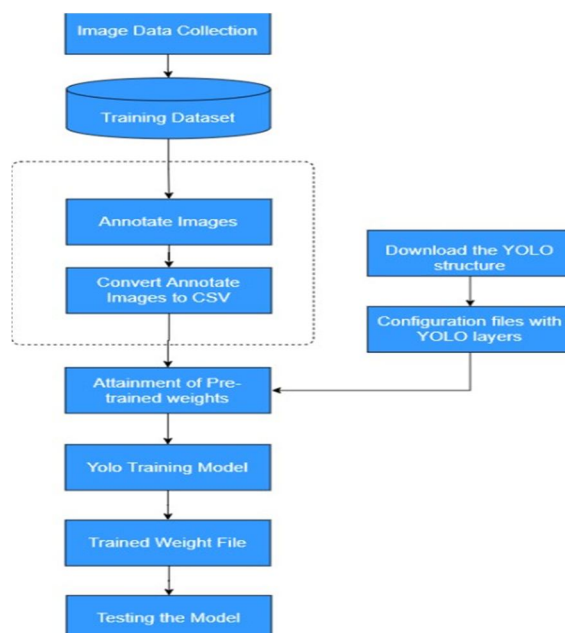 Image Data Collection
Training Dataset
Annotate Images
Convert Annotate
Images to CSV
Download the YOLO
structure
Configuration files with
YOLO layers
Attainment of Pre-
trained weights
Yolo Training Model
Trained Weight File
Testing the Model